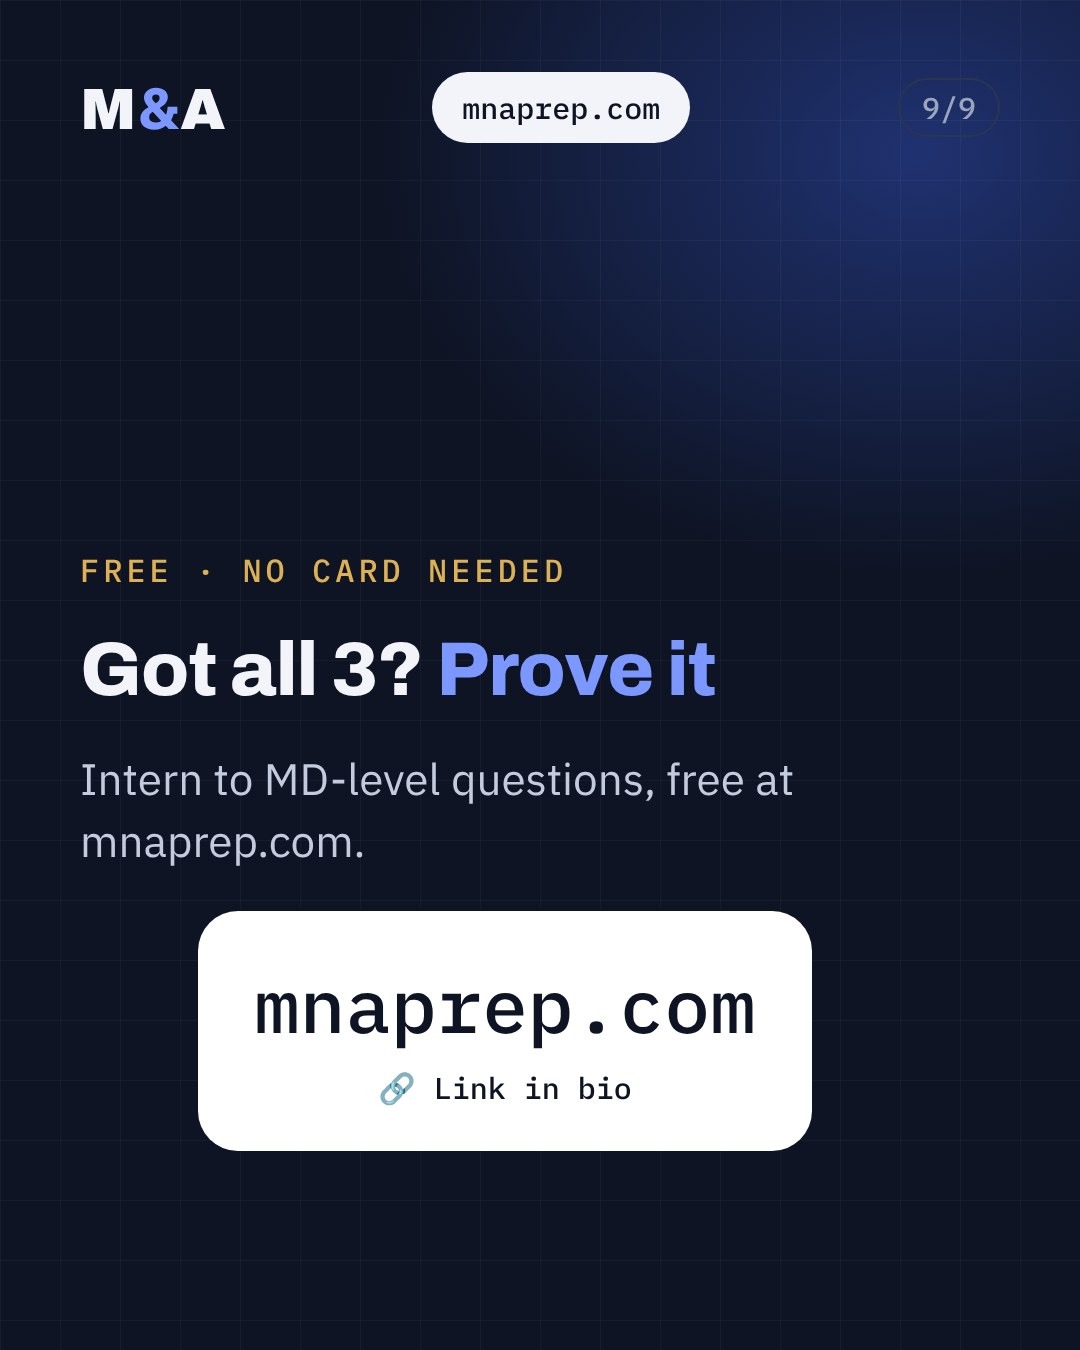 M&A
mnaprep.com
9/9
FREE · NO CARD NEEDED
Got all 3? Prove it
Intern to MD-level questions, free at
mnaprep.com.
mnaprep.com
🔗 Link in bio